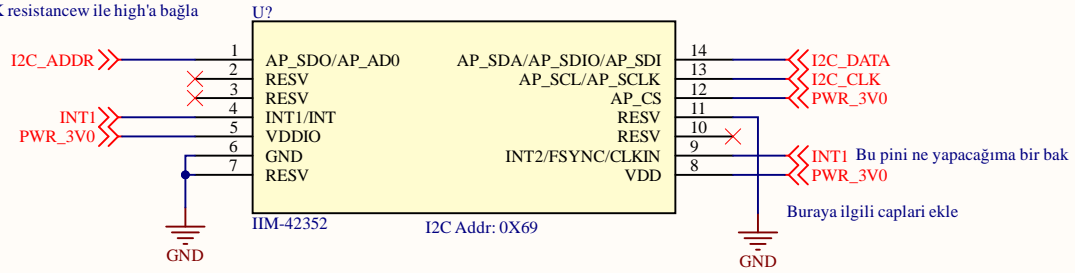 resistancew ile high'a bağla
U?
I2C_ADDR 1 AP_SDO/AP_AD0 AP_SDA/AP_SDIO/AP_SDI 14 I2C_DATA
2 RESV AP_SCL/AP_SCLK 13 I2C_CLK
3 RESV AP_CS 12 PWR_3V0
INT1 4 INT1/INT RESV 11
PWR_3V0 5 VDDIO RESV 10
6 GND INT2/FSYNC/CLKIN 9 INT1 Bu pini ne yapacağıma bir bak
7 RESV VDD 8 PWR_3V0
Buraya ilgili caplari ekle
IIM-42352 I2C Addr: 0X69
GND
GND